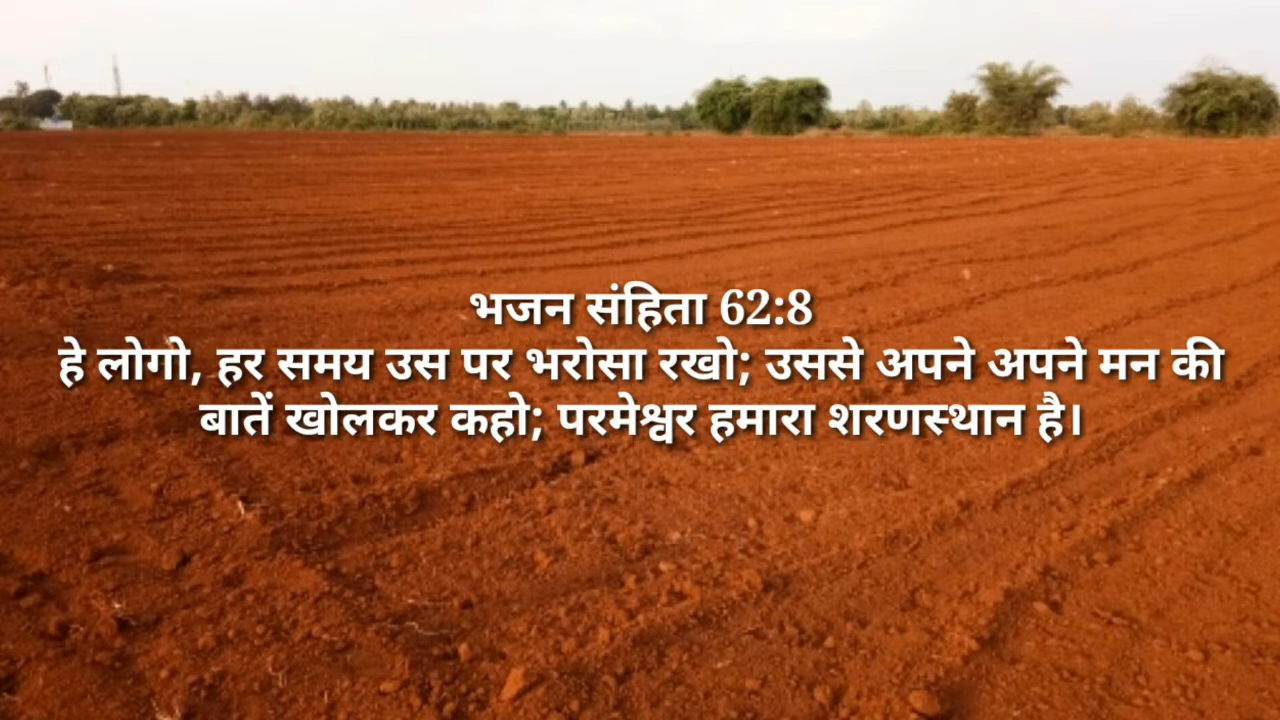 भजन संहिता 62:8
हे लोगो, हर समय उस पर भरोसा रखो; उससे अपने अपने मन की
बातें खोलकर कहो; परमेश्वर हमारा शरणस्थान है।